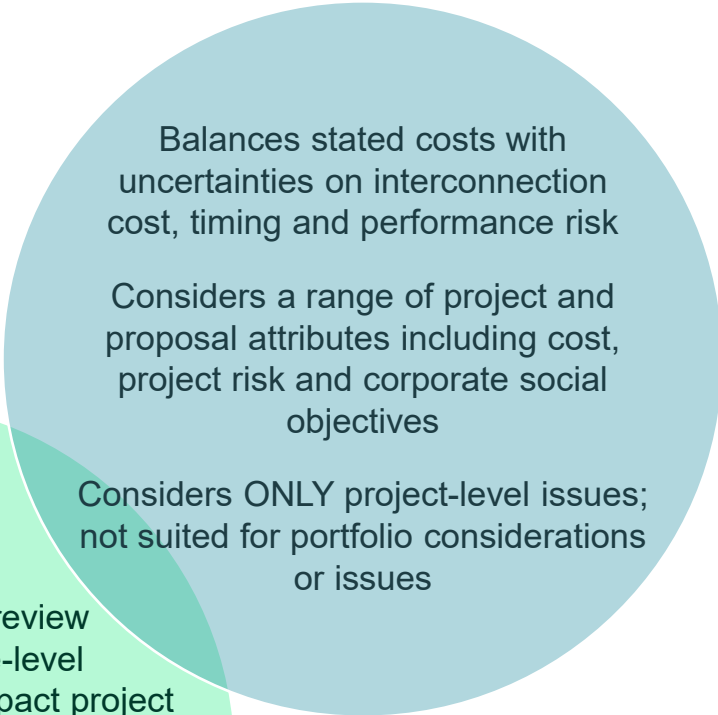 Balances stated costs with
uncertainties on interconnection
cost, timing and performance risk
Considers a range of project and
proposal attributes including cost,
project risk and corporate social
objectives
Considers ONLY project-level issues;
not suited for portfolio considerations
or issues
review
-level
pact project